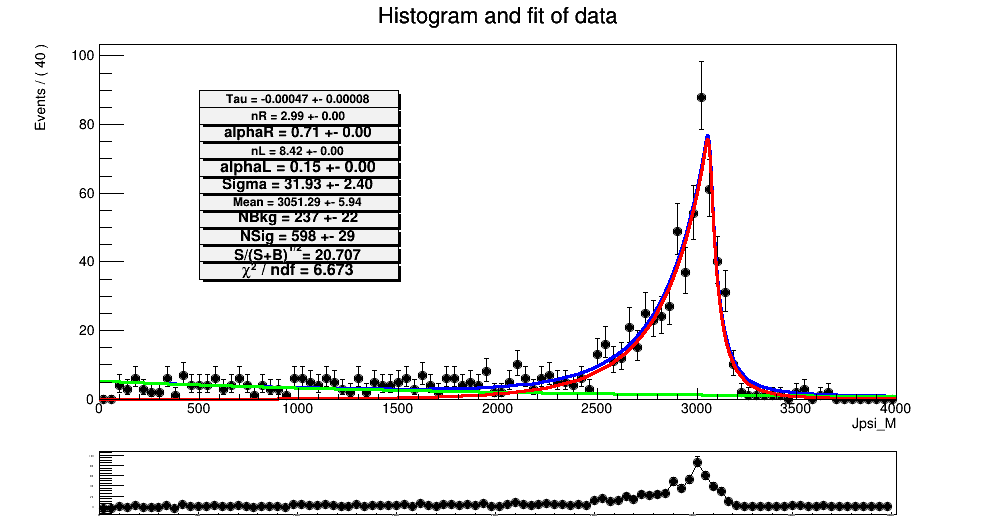 Histogram and fit of data
Events / ( 40 )
100
80
60
40
20
0
Tau = -0.00047 +- 0.00008
nR = 2.99 +- 0.00
alphaR = 0.71 +- 0.00
nL = 8.42 +- 0.00
alphaL = 0.15 +- 0.00
Sigma = 31.93 +- 2.40
Mean = 3051.29 +- 5.94
NBkg = 237 +- 22
NSig = 598 +- 29
S/(S+B)^1/2 = 20.707
χ² / ndf = 6.673
0 500 1000 1500 2000 2500 3000 3500 4000
Jpsi_M